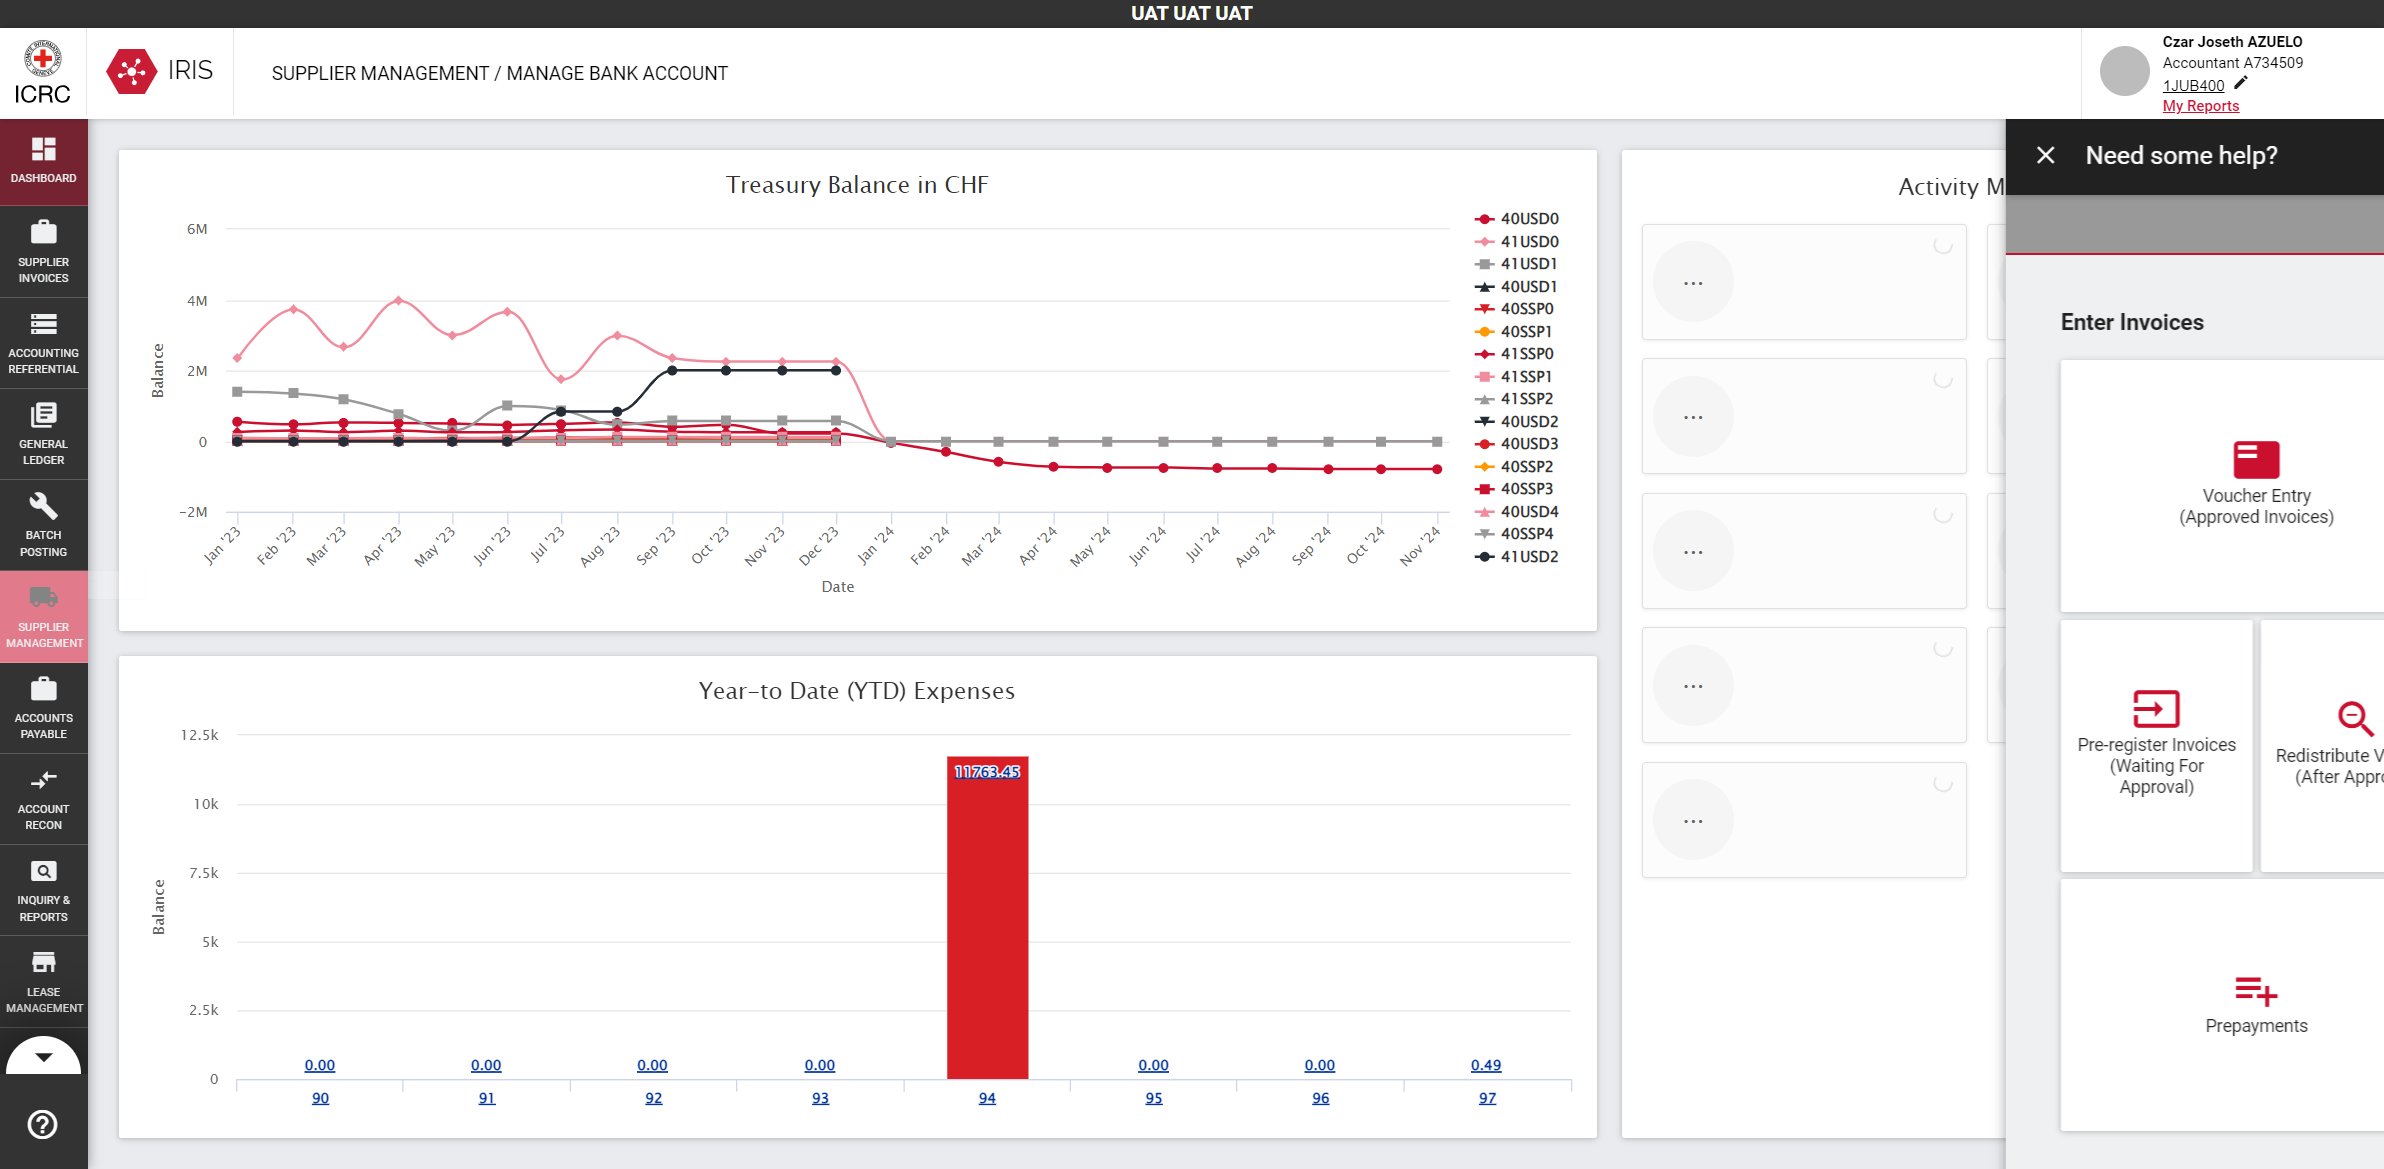 UAT UAT UAT
ICRC
IRIS
SUPPLIER MANAGEMENT / MANAGE BANK ACCOUNT
Czar Joseth AZUELO
Accountant A734509
1JUB400
My Reports
DASHBOARD
SUPPLIER
INVOICES
ACCOUNTING
REFERENTIAL
GENERAL
LEDGER
BATCH
POSTING
SUPPLIER
MANAGEMENT
ACCOUNTS
PAYABLE
ACCOUNT
RECON
INQUIRY &
REPORTS
LEASE
MANAGEMENT
Treasury Balance in CHF
6M
4M
2M
0
-2M
Balance
Jan '23
Feb '23
Mar '23
Apr '23
May '23
Jun '23
Jul '23
Aug '23
Sep '23
Oct '23
Nov '23
Dec '23
Jan '24
Feb '24
Mar '24
Apr '24
May '24
Jun '24
Jul '24
Aug '24
Sep '24
Oct '24
Nov '24
Date
40USD0
41USD0
41USD1
40USD1
40SSP0
40SSP1
41SSP0
41SSP1
41SSP2
40USD2
40USD3
40SSP2
40SSP3
40USD4
40SSP4
41USD2
Year-to Date (YTD) Expenses
12.5k
10k
7.5k
5k
2.5k
0
Balance
0.00
0.00
0.00
0.00
11763.45
0.00
0.00
0.49
90
91
92
93
94
95
96
97
Activity M
...
...
...
...
...
Need some help?
Enter Invoices
Voucher Entry
(Approved Invoices)
Pre-register Invoices
(Waiting For
Approval)
Redistribute V
(After Appr
Prepayments